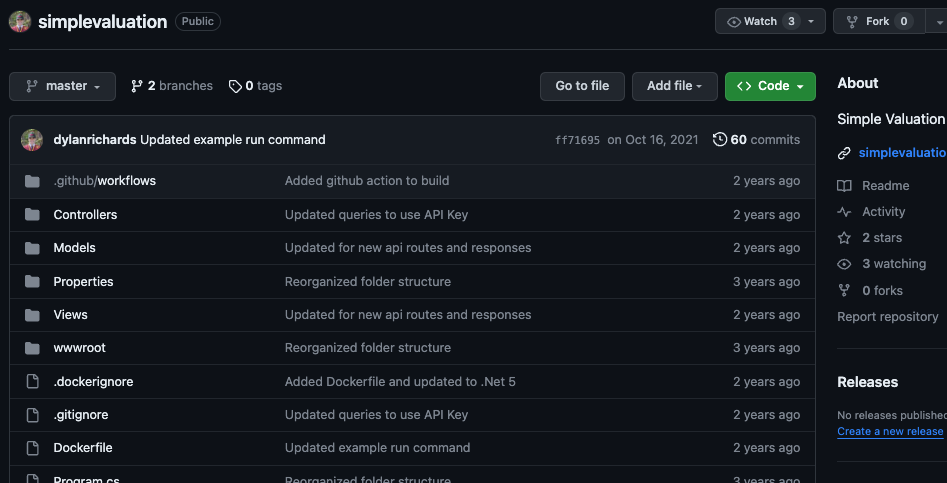 simplevaluation Public Watch 3 Fork 0
master 2 branches 0 tags Go to file Add file <> Code
About
dylanrichards Updated example run command ff71695 on Oct 16, 2021 60 commits
Simple Valuation
simplevaluatio
.github/workflows Added github action to build 2 years ago
Controllers Updated queries to use API Key 2 years ago
Models Updated for new api routes and responses 2 years ago
Properties Reorganized folder structure 3 years ago
Views Updated for new api routes and responses 2 years ago
wwwroot Reorganized folder structure 3 years ago
.dockerignore Added Dockerfile and updated to .Net 5 2 years ago
.gitignore Updated queries to use API Key 2 years ago
Dockerfile Updated example run command 2 years ago
Program.cs Reorganized folder structure 3 years ago
Readme
Activity
2 stars
3 watching
0 forks
Report repository
Releases
No releases published
Create a new release